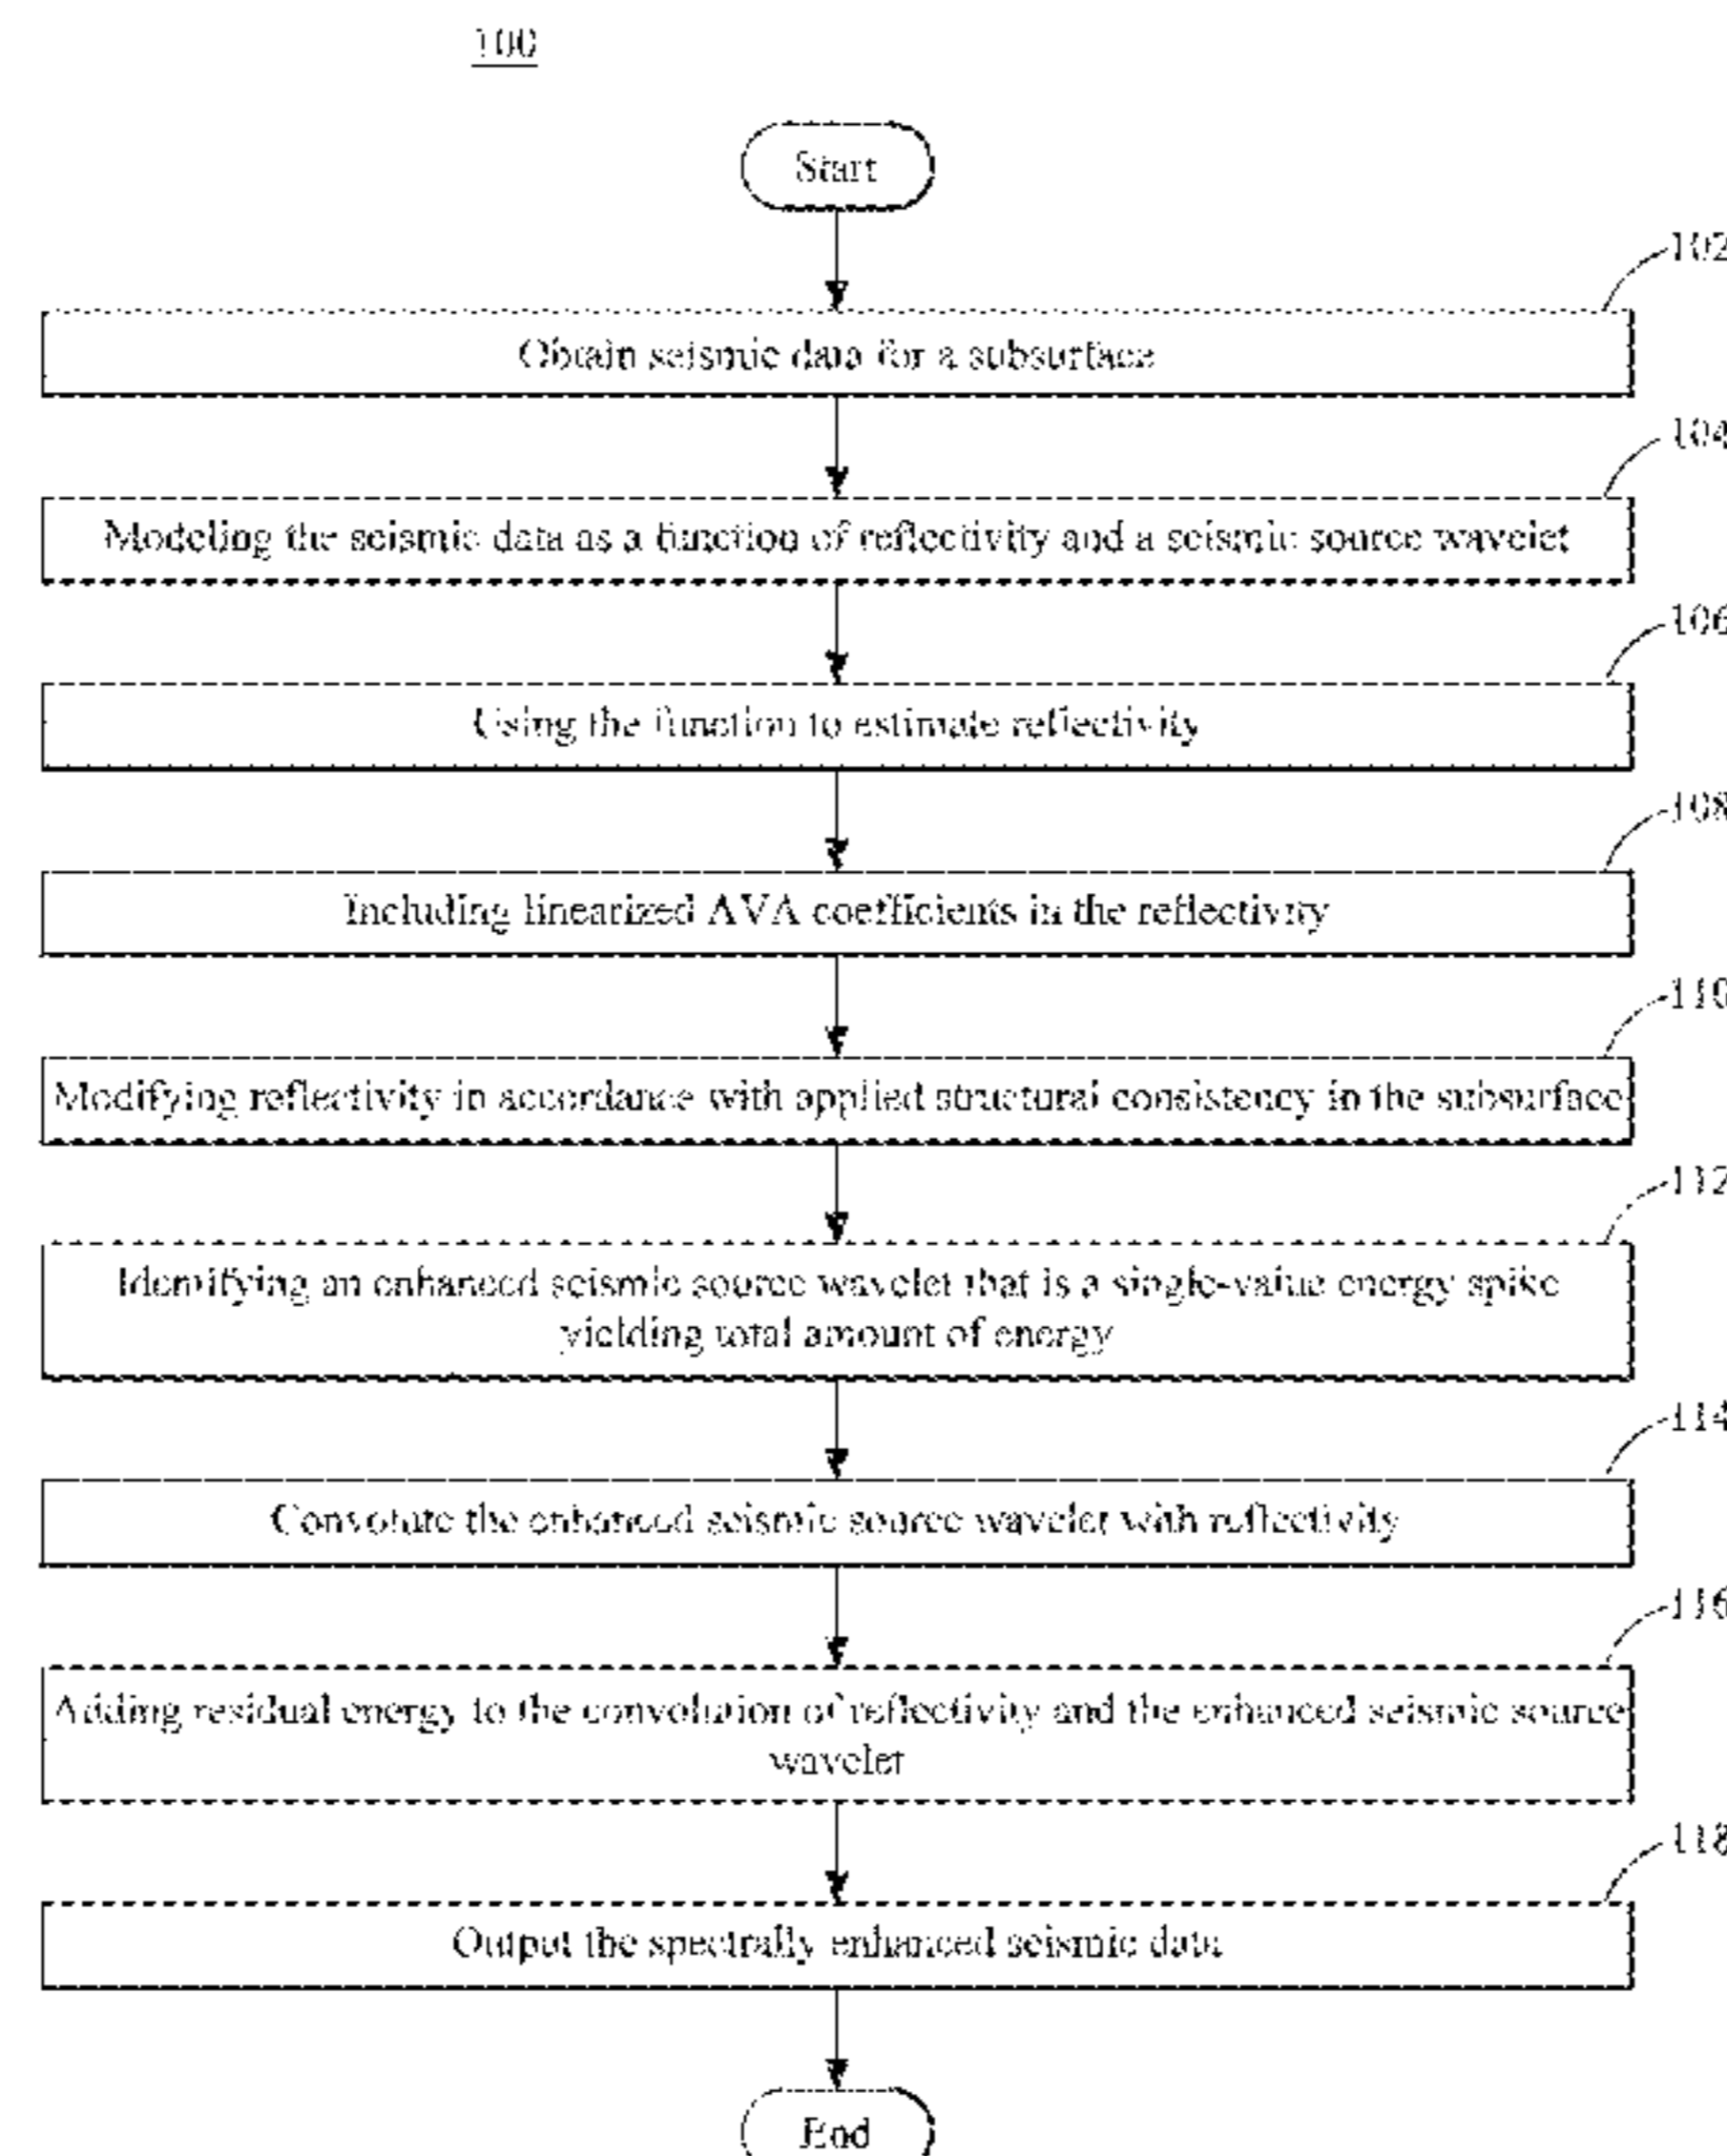 100
Start
102
Obtain seismic data for a subsurface
104
Modeling the seismic data as a function of reflectivity and a seismic source wavelet
106
Using the function to estimate reflectivity
108
Including linearized AVA coefficients in the reflectivity
110
Modifying reflectivity in accordance with applied structural consistency in the subsurface
112
Identifying an enhanced seismic source wavelet that is a single-value energy spike
yielding total amount of energy
114
Convolute the enhanced seismic source wavelet with reflectivity
116
Adding residual energy to the convolution of reflectivity and the enhanced seismic source
wavelet
118
Output the spectrally enhanced seismic data
End